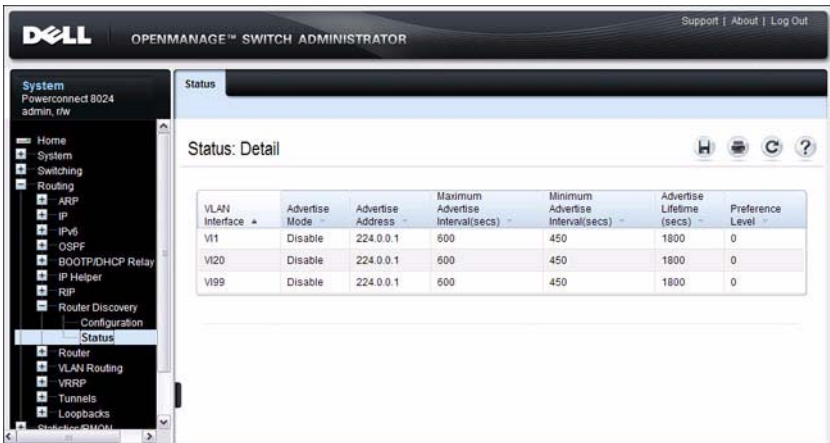 Support | About | Log Out
DELL OPENMANAGE™ SWITCH ADMINISTRATOR
System
Powerconnect 8024
admin, r/w
Home
System
Switching
Routing
ARP
IP
IPv6
OSPF
BOOTP/DHCP Relay
IP Helper
RIP
Router Discovery
Configuration
Status
Router
VLAN Routing
VRRP
Tunnels
Loopbacks
Statistics/RMON
Status
Status: Detail
VLAN Interface Advertise Mode Advertise Address Maximum Advertise Interval(secs) Minimum Advertise Interval(secs) Advertise Lifetime (secs) Preference Level
Vl1 Disable 224.0.0.1 600 450 1800 0
Vl20 Disable 224.0.0.1 600 450 1800 0
Vl99 Disable 224.0.0.1 600 450 1800 0